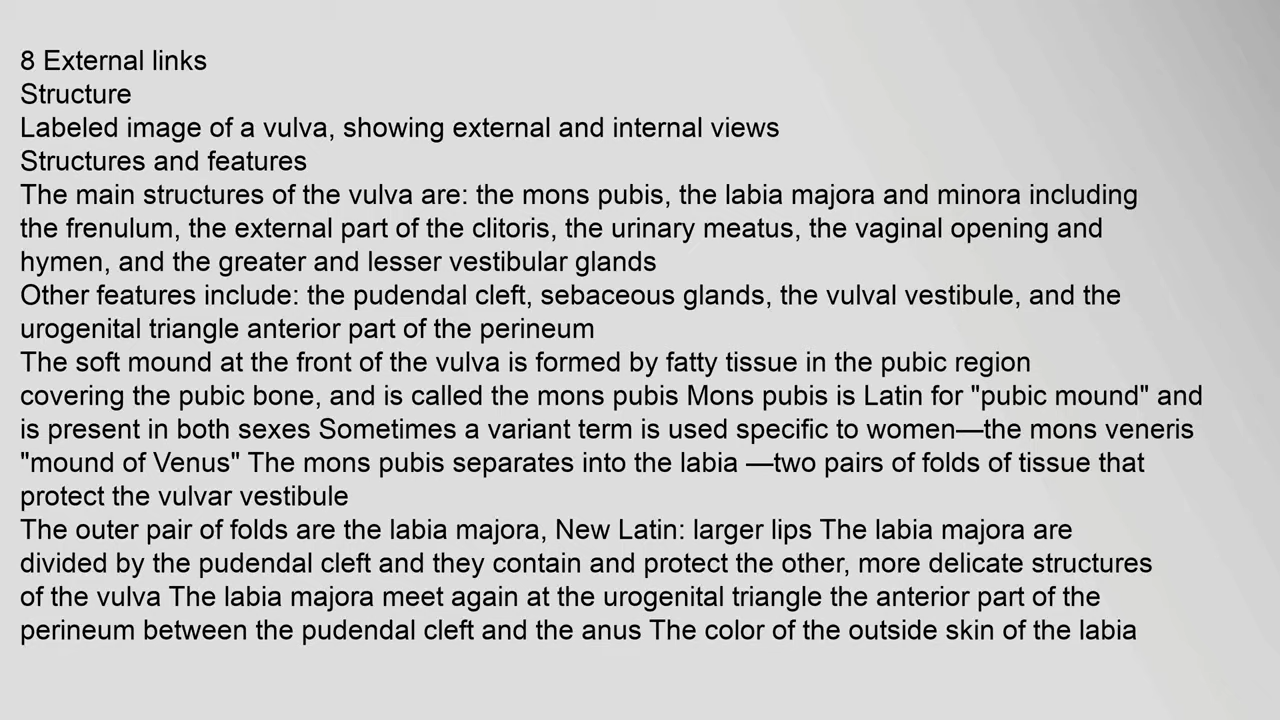 8 External links
Structure
Labeled image of a vulva, showing external and internal views
Structures and features
The main structures of the vulva are: the mons pubis, the labia majora and minora including
the frenulum, the external part of the clitoris, the urinary meatus, the vaginal opening and
hymen, and the greater and lesser vestibular glands
Other features include: the pudendal cleft, sebaceous glands, the vulval vestibule, and the
urogenital triangle anterior part of the perineum
The soft mound at the front of the vulva is formed by fatty tissue in the pubic region
covering the pubic bone, and is called the mons pubis Mons pubis is Latin for "pubic mound" and
is present in both sexes Sometimes a variant term is used specific to women—the mons veneris
"mound of Venus" The mons pubis separates into the labia —two pairs of folds of tissue that
protect the vulvar vestibule
The outer pair of folds are the labia majora, New Latin: larger lips The labia majora are
divided by the pudendal cleft and they contain and protect the other, more delicate structures
of the vulva The labia majora meet again at the urogenital triangle the anterior part of the
perineum between the pudendal cleft and the anus The color of the outside skin of the labia